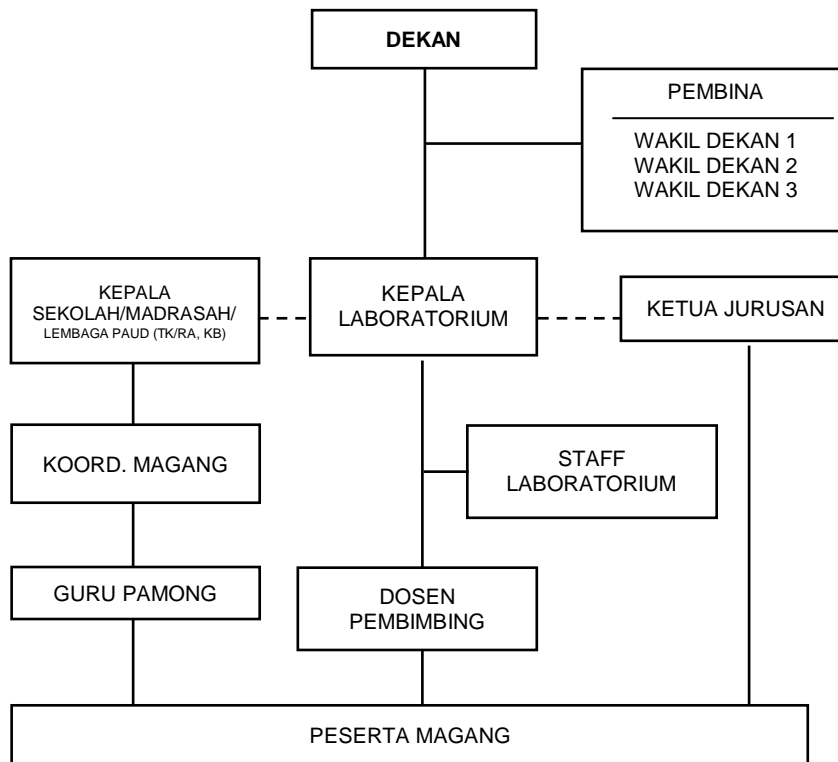 DEKAN
PEMBINA
WAKIL DEKAN 1
WAKIL DEKAN 2
WAKIL DEKAN 3
KEPALA
SEKOLAH/MADRASAH/
LEMBAGA PAUD (TK/RA, KB)
KEPALA
LABORATORIUM
KETUA JURUSAN
KOORD. MAGANG
STAFF
LABORATORIUM
GURU PAMONG
DOSEN
PEMBIMBING
PESERTA MAGANG